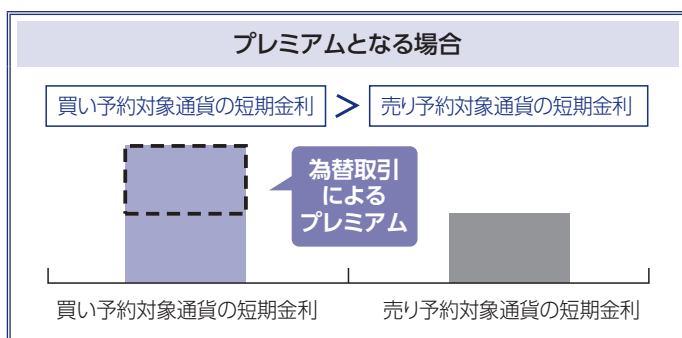 プレミアムとなる場合
買い予約対象通貨の短期金利 > 売り予約対象通貨の短期金利
為替取引
による
プレミアム
買い予約対象通貨の短期金利 売り予約対象通貨の短期金利